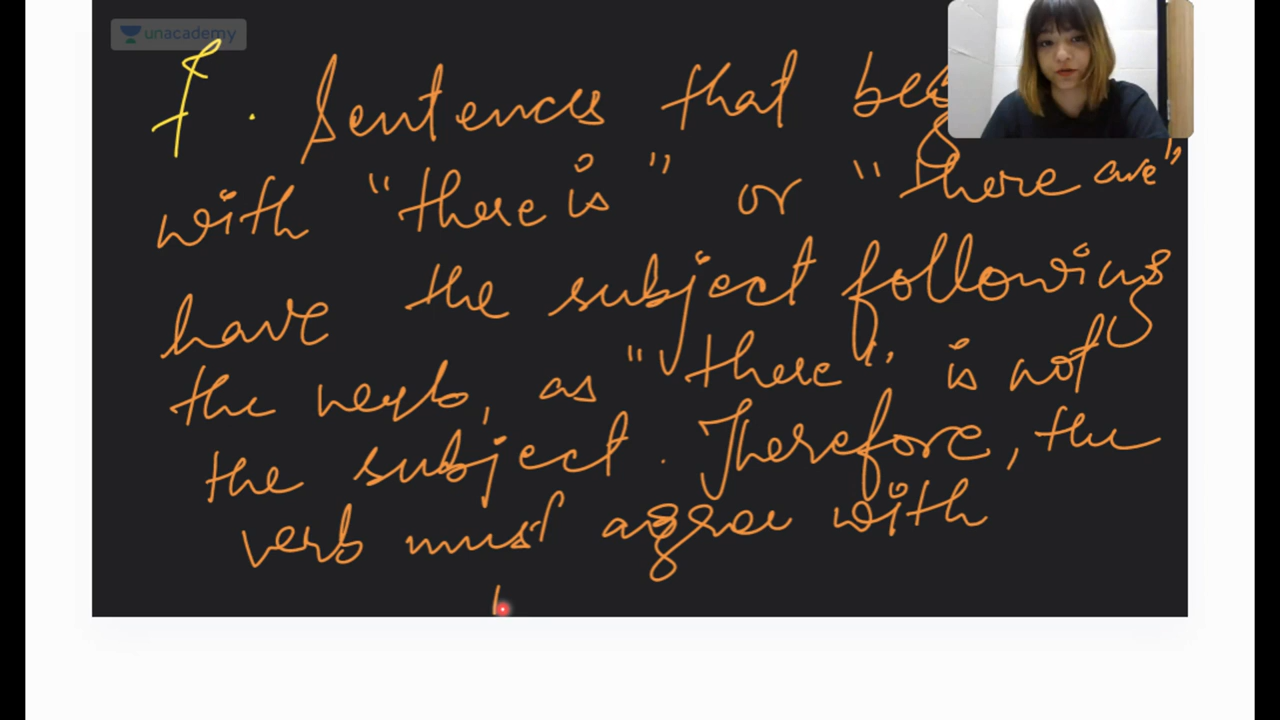 unacademy
f. Sentences that beg
with "there is" or "there are"
have the subject following
the verb, as "there", is not
the subject. Therefore, the
verb must agree with